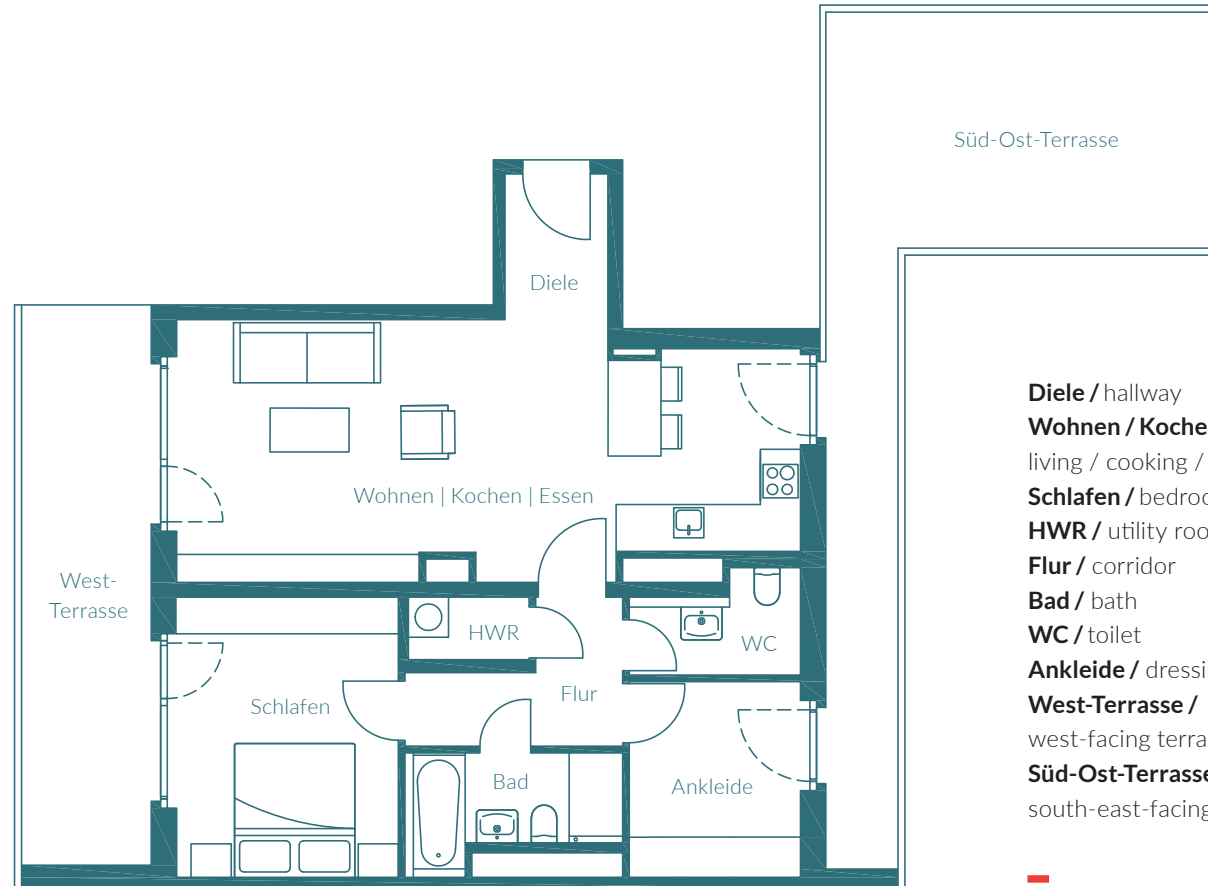 Süd-Ost-Terrasse
Diele
Wohnen | Kochen | Essen
West-
Terrasse
HWR
WC
Flur
Schlafen
Bad
Ankleide
Diele / hallway
Wohnen / Koche
living / cooking /
Schlafen / bedroo
HWR / utility roo
Flur / corridor
Bad / bath
WC / toilet
Ankleide / dressi
West-Terrasse /
west-facing terra
Süd-Ost-Terrasse
south-east-facing